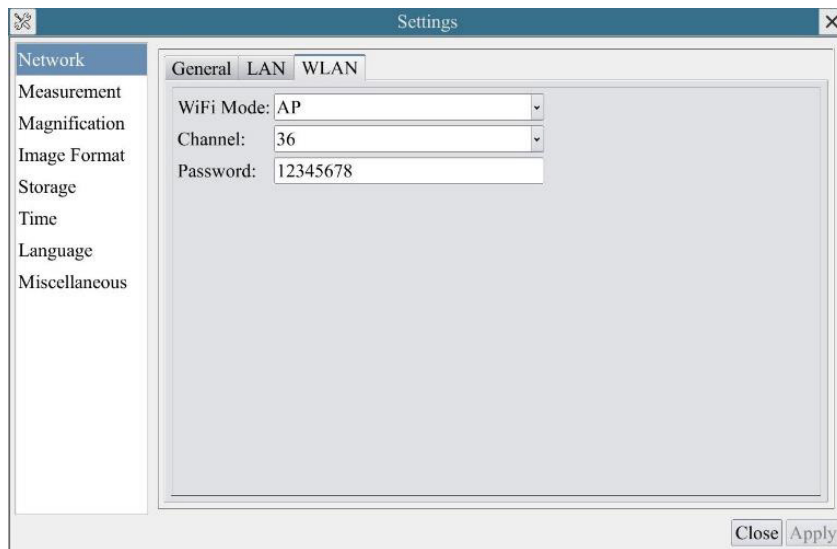 Settings
Network
Measurement
Magnification
Image Format
Storage
Time
Language
Miscellaneous
General LAN WLAN
WiFi Mode: AP
Channel: 36
Password: 12345678
Close Apply